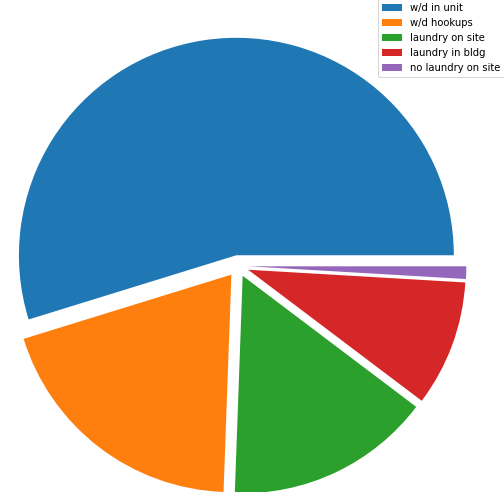 w/d in unit
w/d hookups
laundry on site
laundry in bldg
no laundry on site